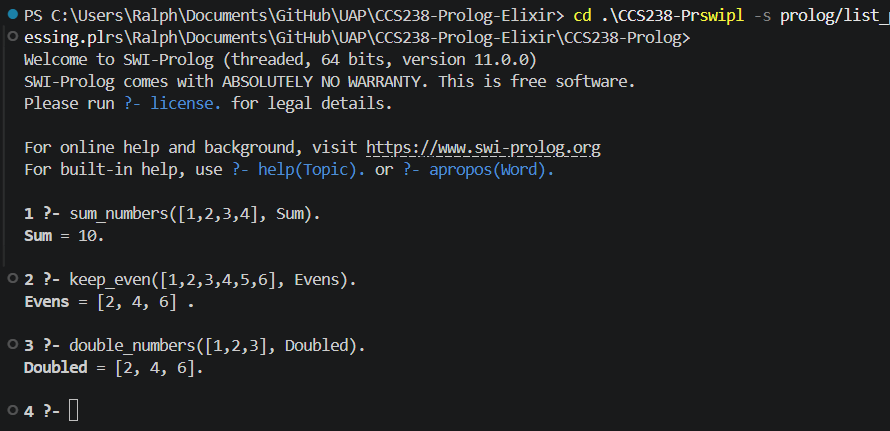 PS C:\Users\Ralph\Documents\GitHub\UAP\CCS238-Prolog-Elixir> cd .\CCS238-Prswipl -s prolog/list_p
essing.plrs\Ralph\Documents\GitHub\UAP\CCS238-Prolog-Elixir\CCS238-Prolog>
Welcome to SWI-Prolog (threaded, 64 bits, version 11.0.0)
SWI-Prolog comes with ABSOLUTELY NO WARRANTY. This is free software.
Please run ?- license. for legal details.
For online help and background, visit https://www.swi-prolog.org
For built-in help, use ?- help(Topic). or ?- apropos(Word).
1 ?- sum_numbers([1,2,3,4], Sum).
Sum = 10.
2 ?- keep_even([1,2,3,4,5,6], Evens).
Evens = [2, 4, 6] .
3 ?- double_numbers([1,2,3], Doubled).
Doubled = [2, 4, 6].
4 ?-